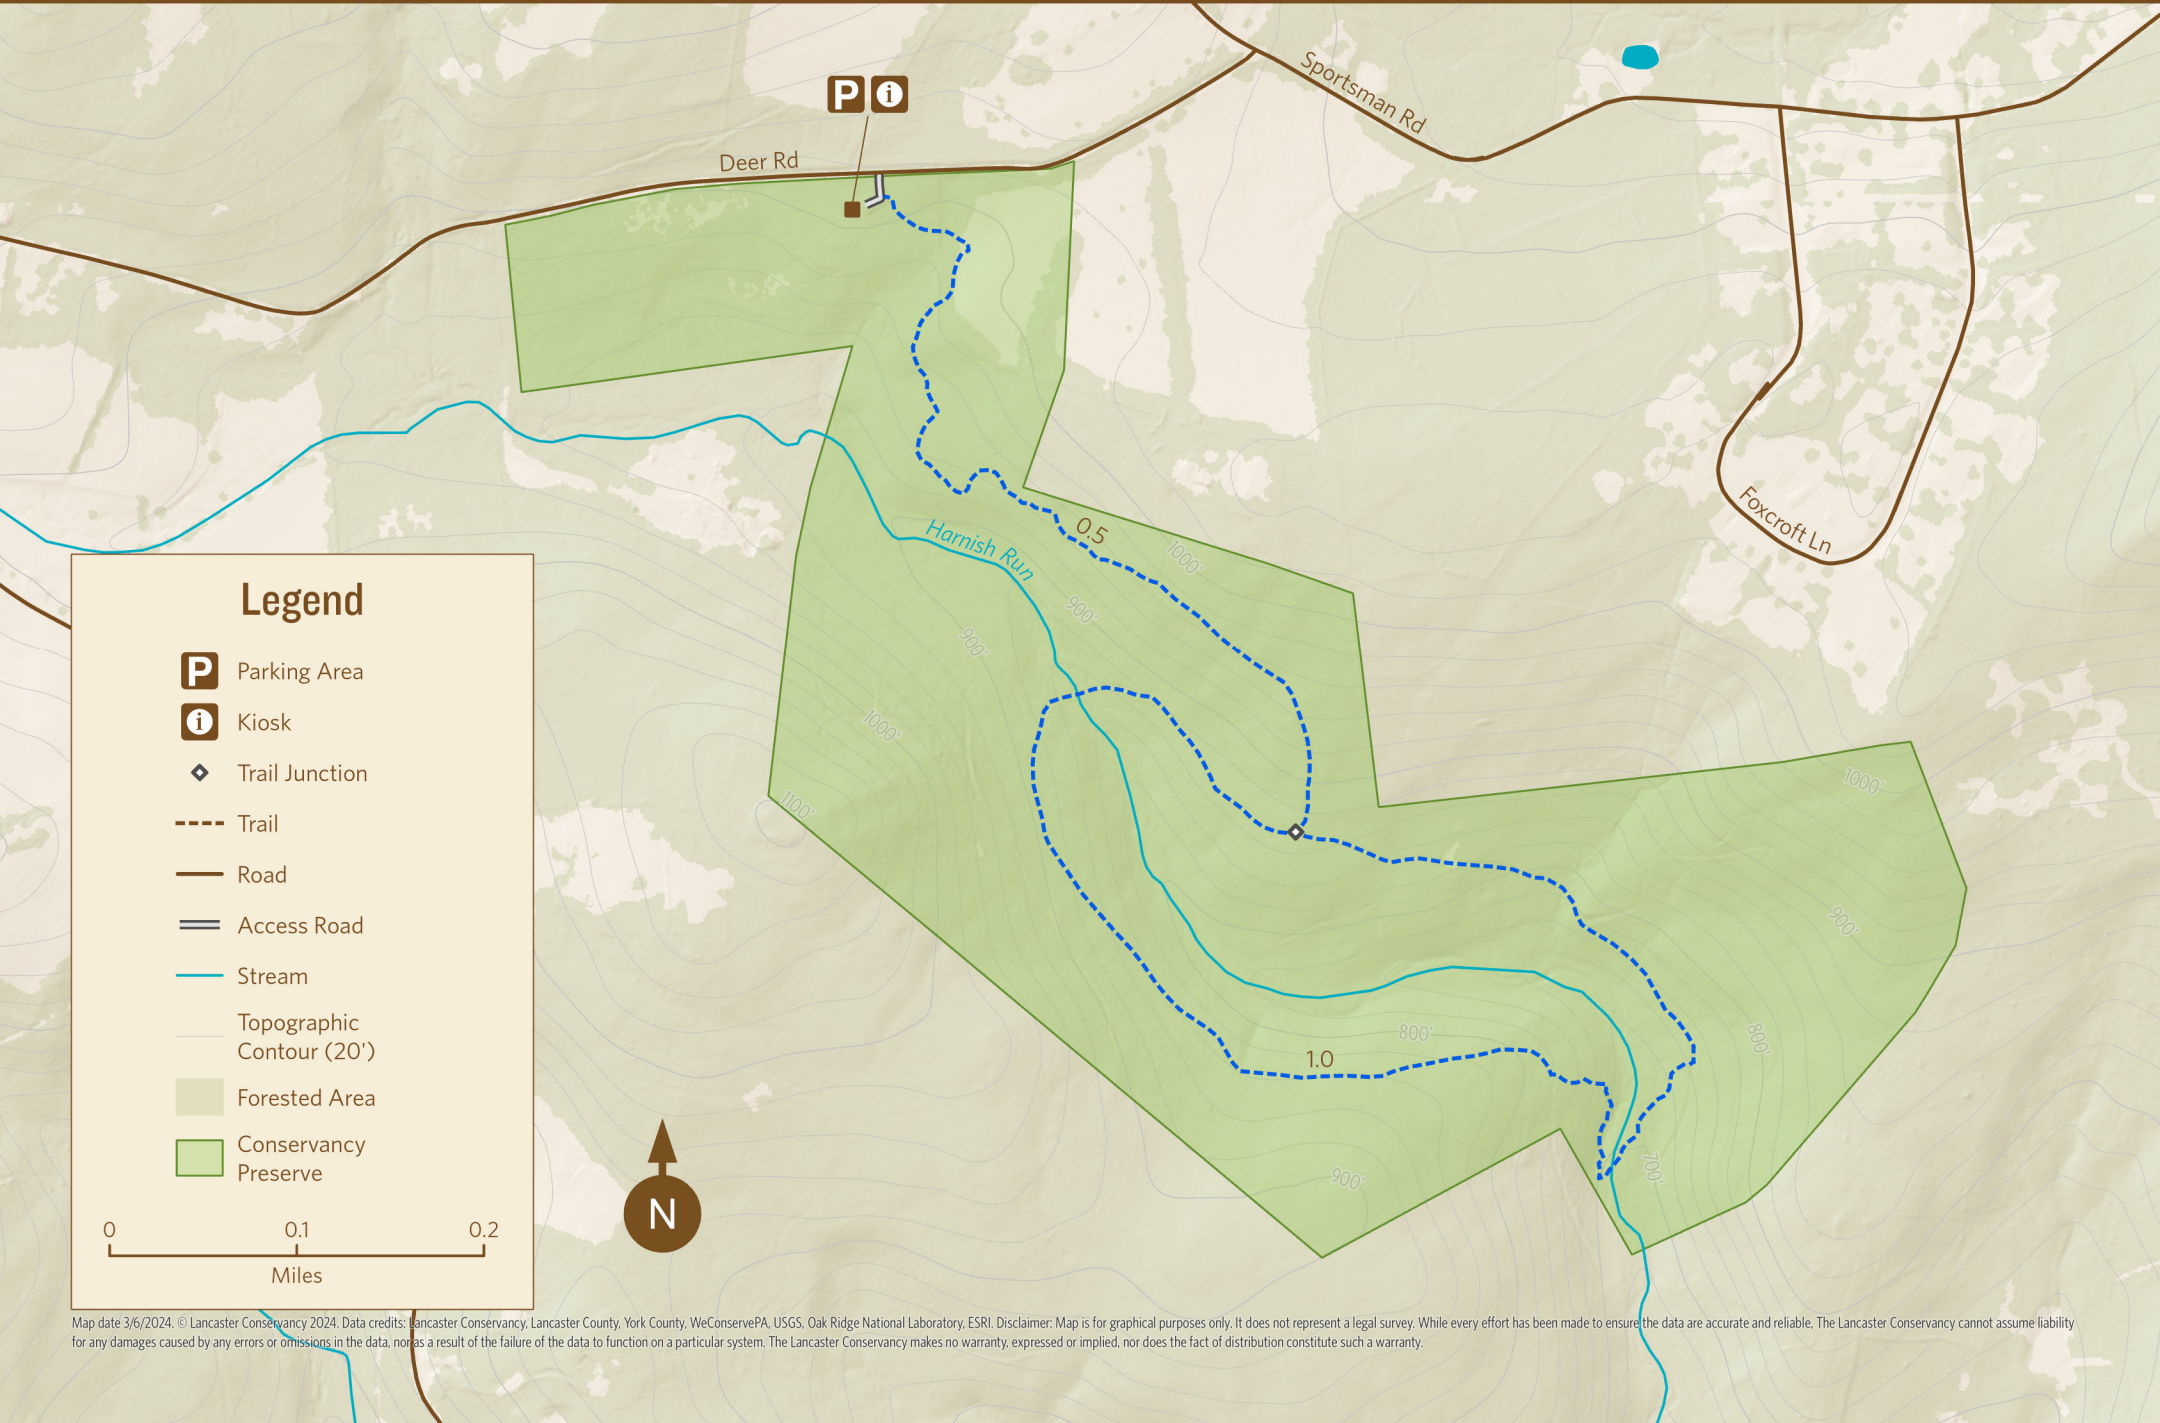 P i
Sportsman Rd
Deer Rd
0.5
1000'
Foxcroft Ln
Harnish Run
900'
900'
1000'
1000'
1100'
900'
800'
800'
1.0
700'
900'
Legend
P Parking Area
i Kiosk
Trail Junction
Trail
Road
Access Road
Stream
Topographic
Contour (20')
Forested Area
Conservancy
Preserve
0 0.1 0.2
Miles
N
Map date 3/6/2024. © Lancaster Conservancy 2024. Data credits: Lancaster Conservancy, Lancaster County, York County, WeConservePA, USGS, Oak Ridge National Laboratory, ESRI. Disclaimer: Map is for graphical purposes only. It does not represent a legal survey. While every effort has been made to ensure the data are accurate and reliable, The Lancaster Conservancy cannot assume liability
for any damages caused by any errors or omissions in the data, nor as a result of the failure of the data to function on a particular system. The Lancaster Conservancy makes no warranty, expressed or implied, nor does the fact of distribution constitute such a warranty.